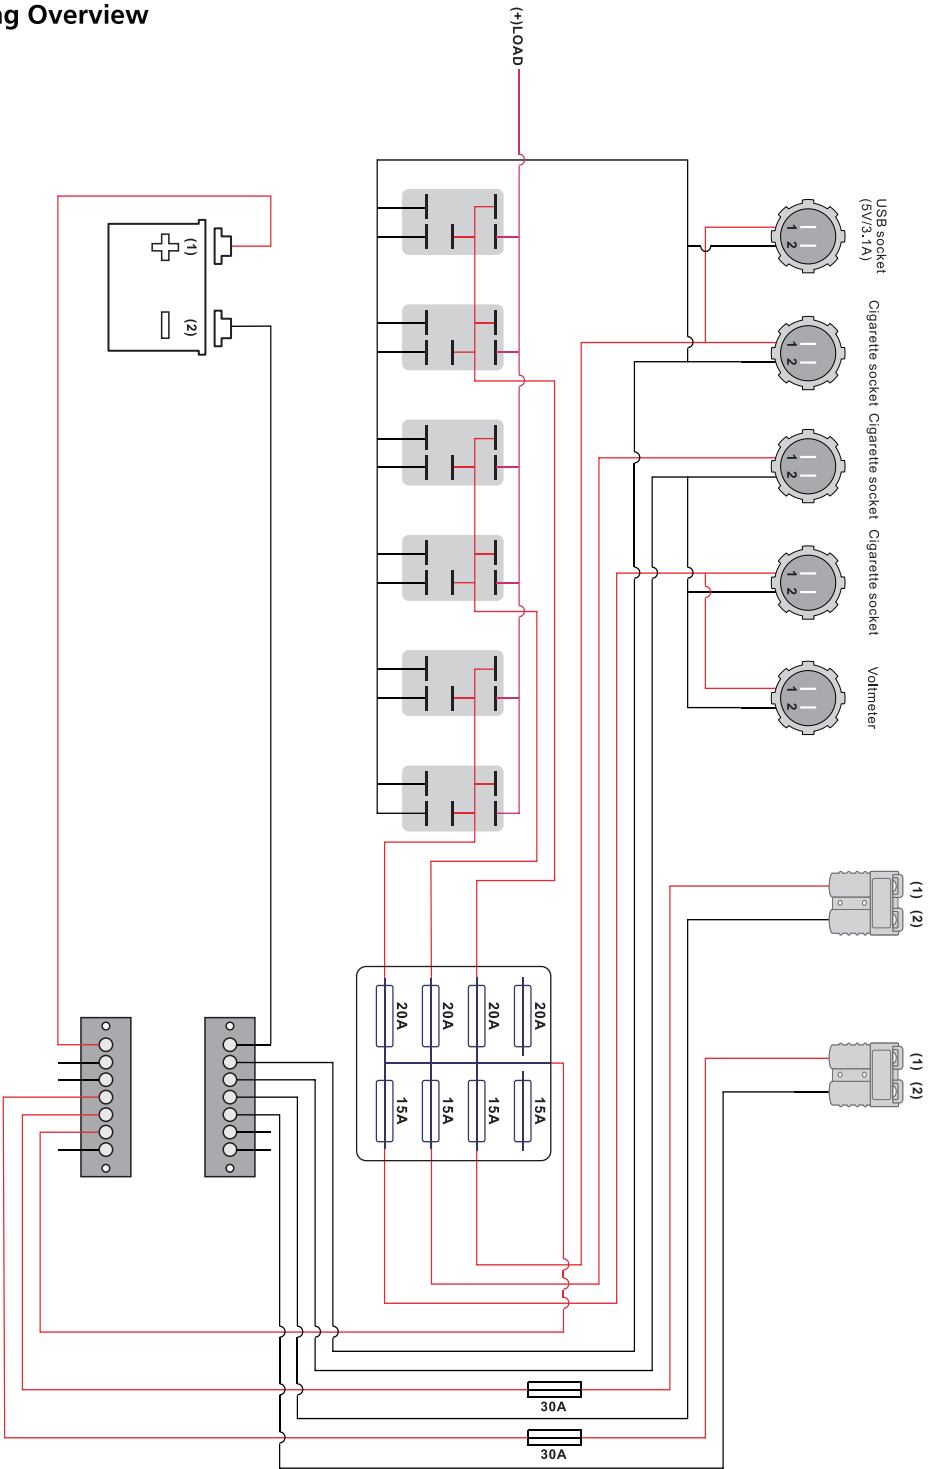 ng Overview
(+)LOAD
USB socket
(5V/3.1A)
1
2
Cigarette socket
1
2
Cigarette socket
1
2
Cigarette socket
1
2
Voltmeter
1
2
(1)
(2)
(1)
(2)
(1)
(2)
20A
20A
20A
20A
15A
15A
15A
15A
30A
30A